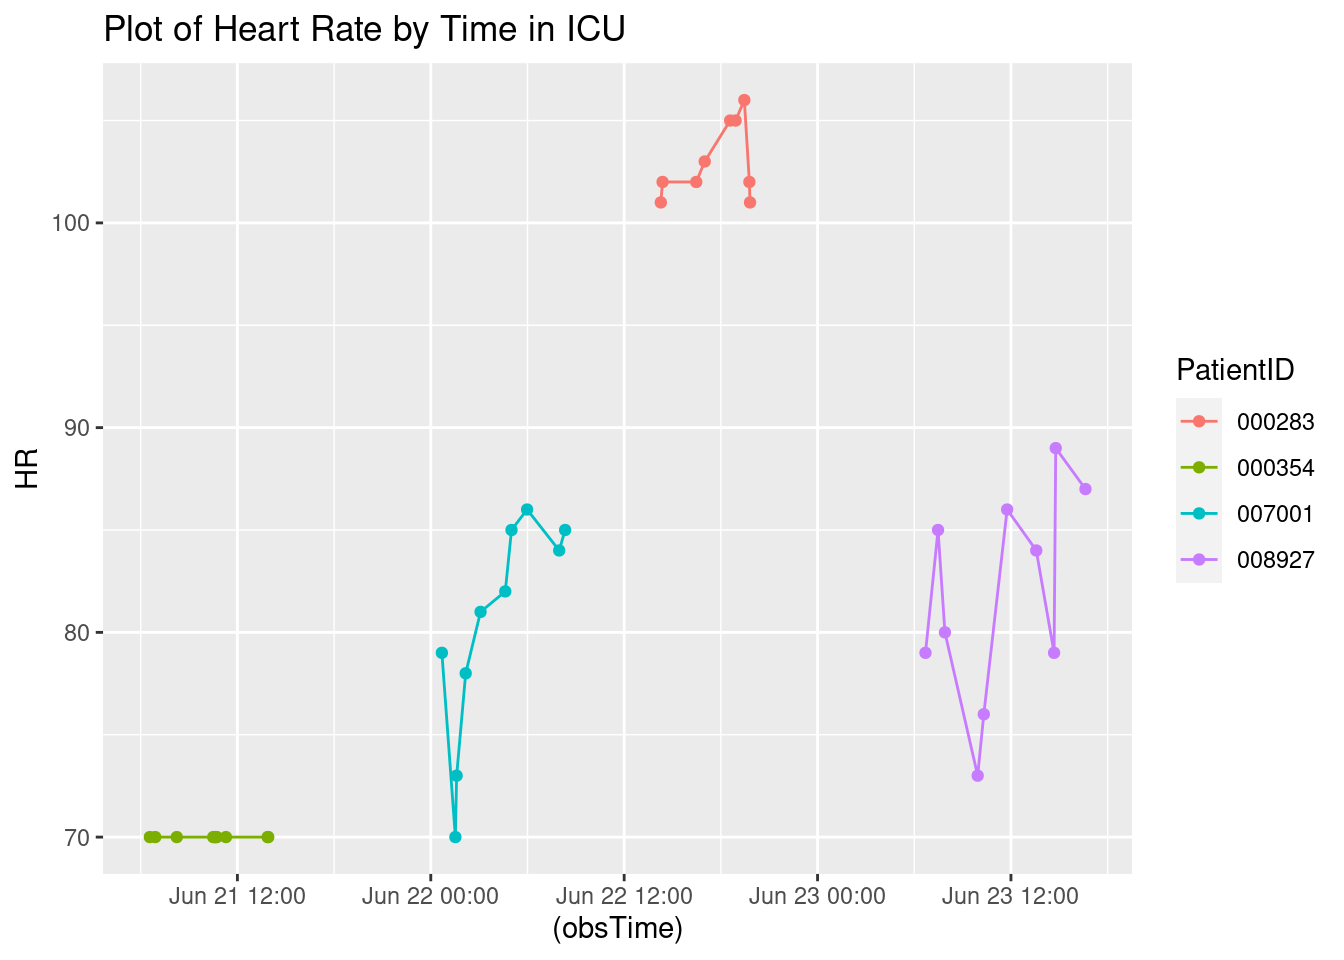 Plot of Heart Rate by Time in ICU
HR
100
90
80
70
Jun 21 12:00
Jun 22 00:00
Jun 22 12:00
Jun 23 00:00
Jun 23 12:00
(obsTime)
PatientID
000283
000354
007001
008927